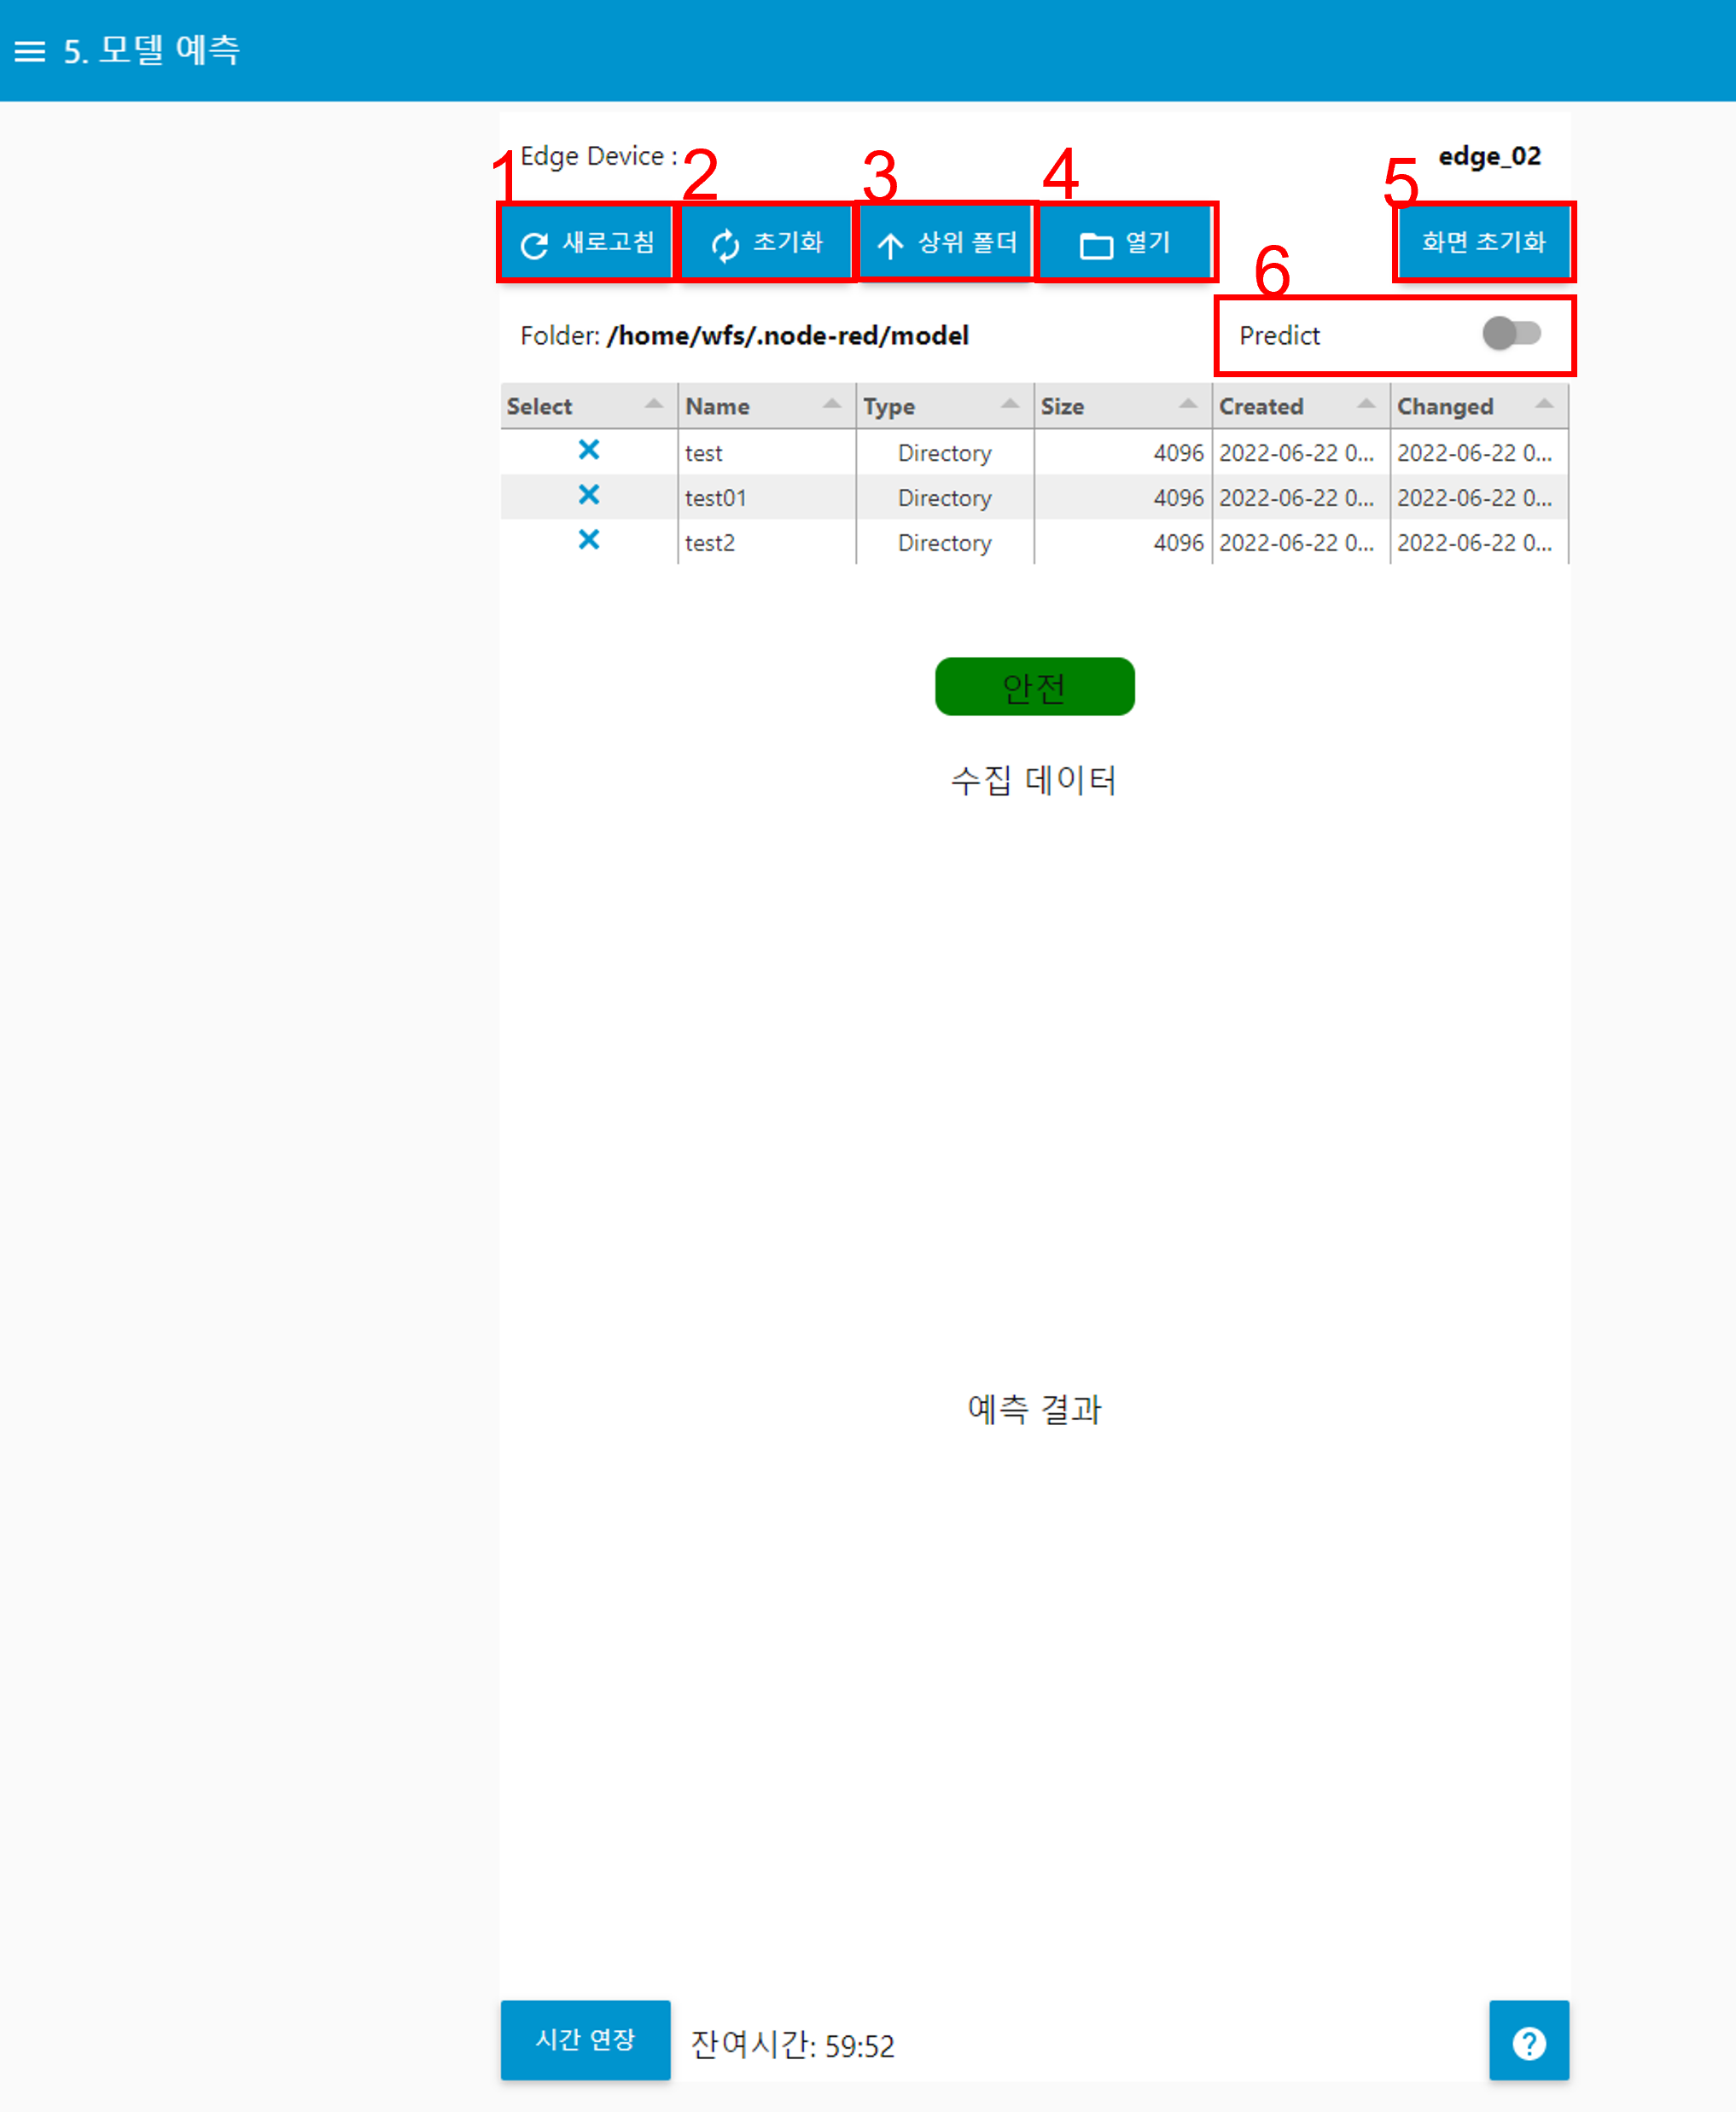 5. 모델 예측
Edge Device : edge_02
1 2 3 4 5
새로고침 초기화 상위 폴더 열기 화면 초기화
6
Folder: /home/wfs/.node-red/model Predict
Select Name Type Size Created Changed
test Directory 4096 2022-06-22 0... 2022-06-22 0...
test01 Directory 4096 2022-06-22 0... 2022-06-22 0...
test2 Directory 4096 2022-06-22 0... 2022-06-22 0...
안전
수집 데이터
예측 결과
시간 연장 잔여시간: 59:52 ?